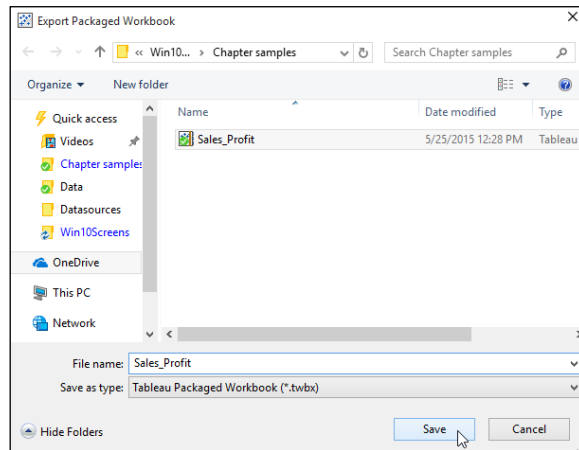 Export Packaged Workbook
« Win10... > Chapter samples
Search Chapter samples
Organize
New folder
Name
Date modified
Type
Quick access
Videos
Chapter samples
Data
Datasources
Win10Screens
OneDrive
This PC
Network
Sales_Profit
5/25/2015 12:28 PM
Tableau
File name: Sales_Profit
Save as type: Tableau Packaged Workbook (*.twbx)
Hide Folders
Save
Cancel